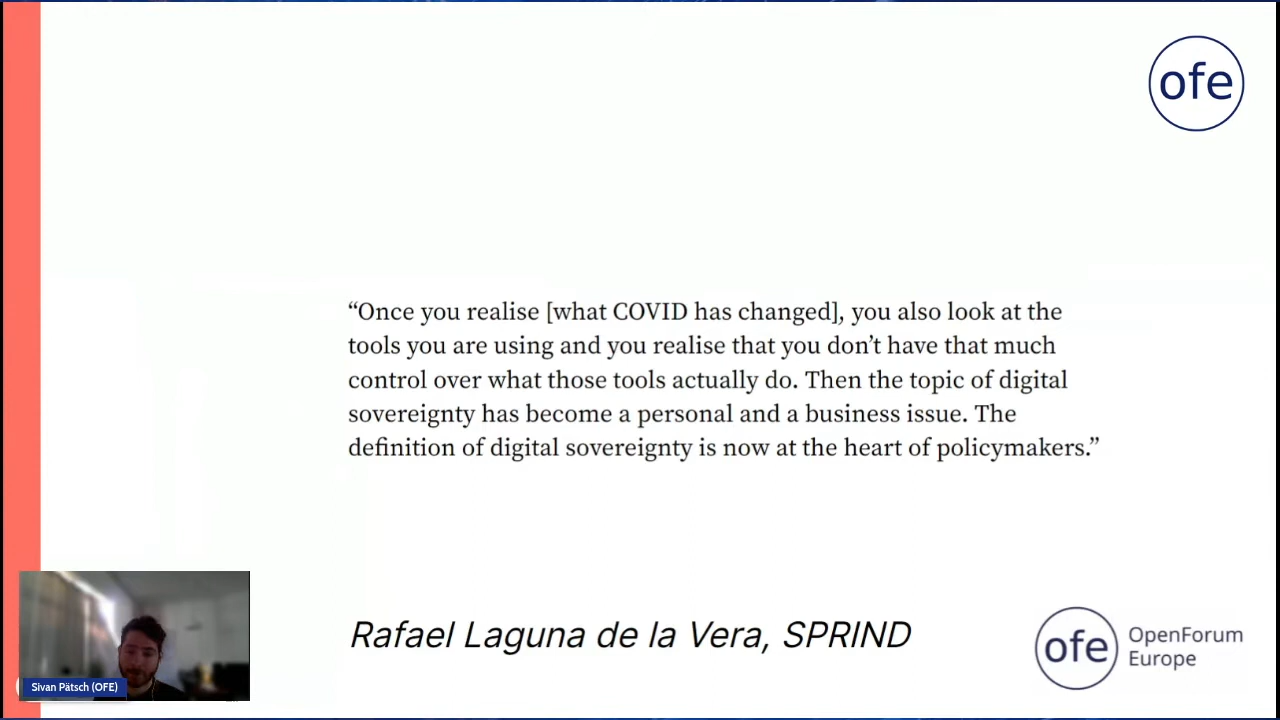 ofe
“Once you realise [what COVID has changed], you also look at the
tools you are using and you realise that you don’t have that much
control over what those tools actually do. Then the topic of digital
sovereignty has become a personal and a business issue. The
definition of digital sovereignty is now at the heart of policymakers.”
Rafael Laguna de la Vera, SPRIND
ofe
OpenForum
Europe
Sivan Pätsch (OFE)